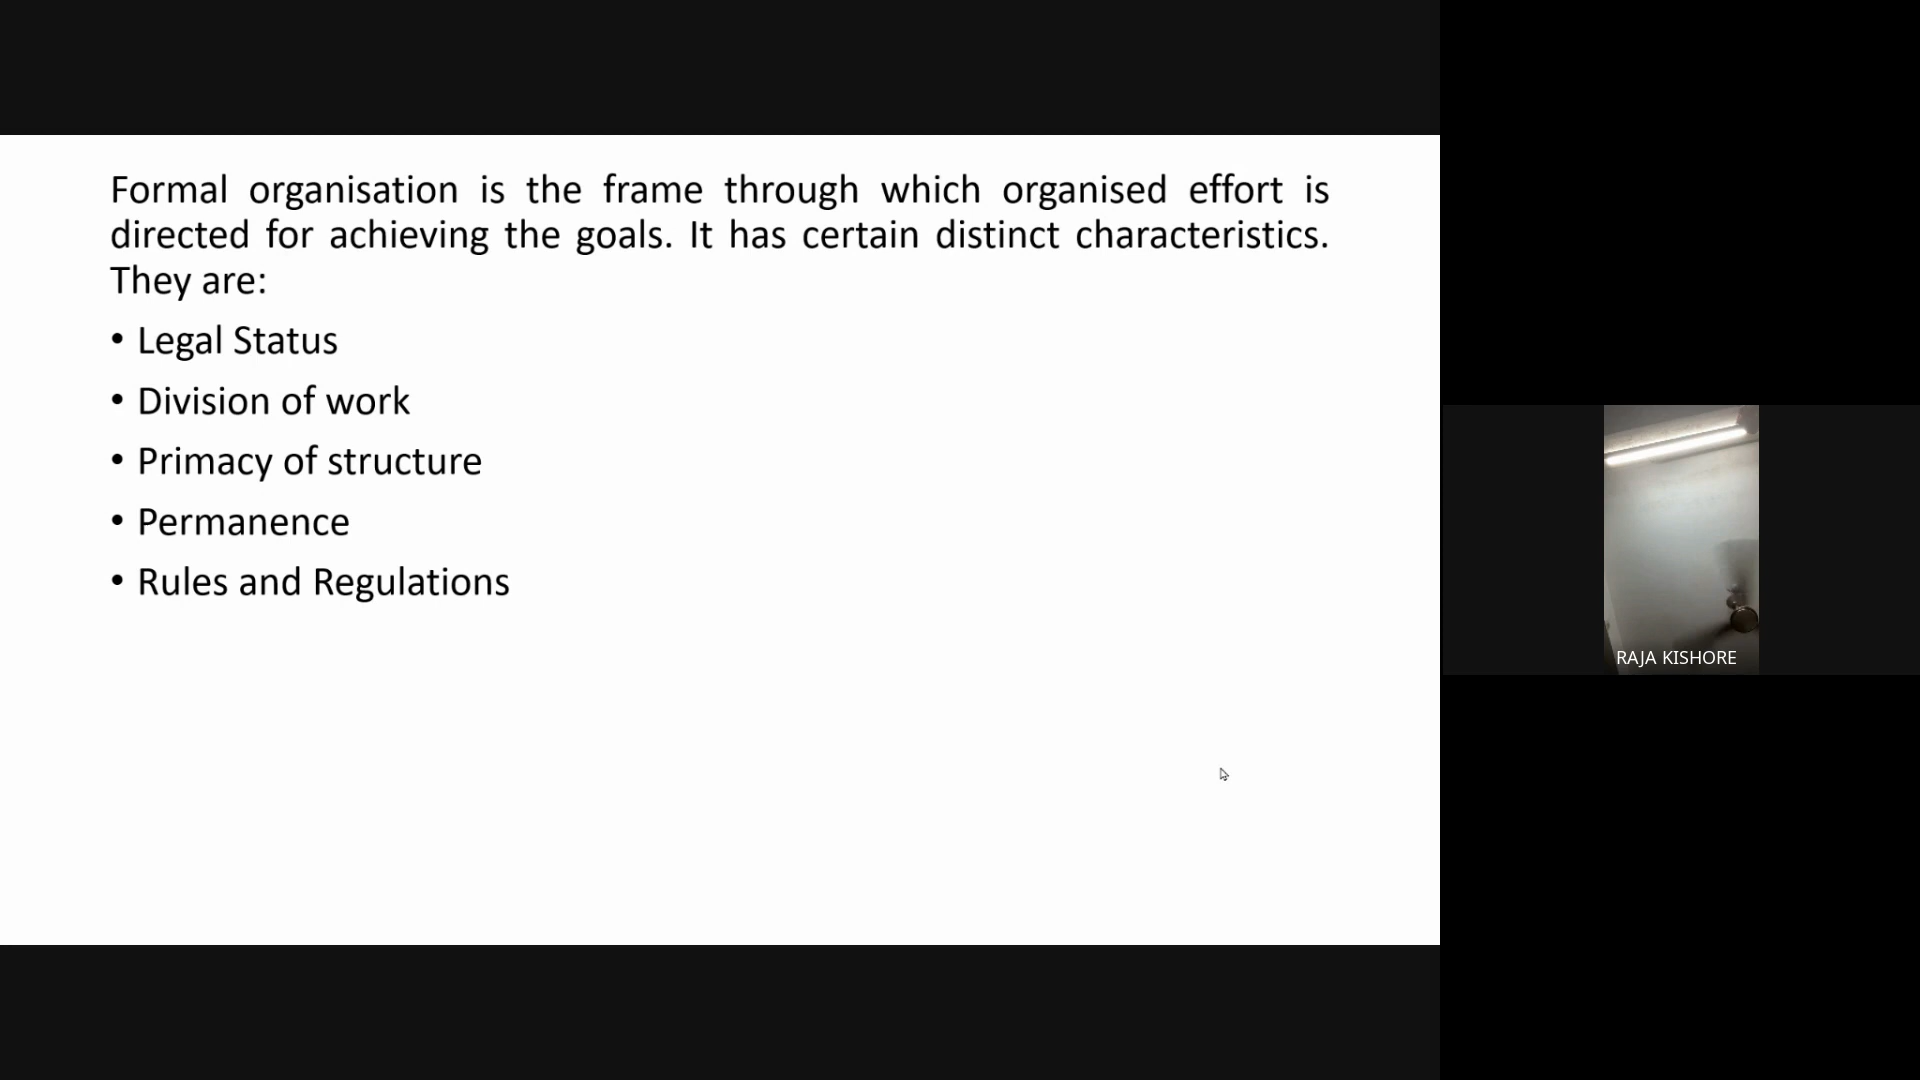 Formal organisation is the frame through which organised effort is
directed for achieving the goals. It has certain distinct characteristics.
They are:
• Legal Status
• Division of work
• Primacy of structure
• Permanence
• Rules and Regulations
RAJA KISHORE